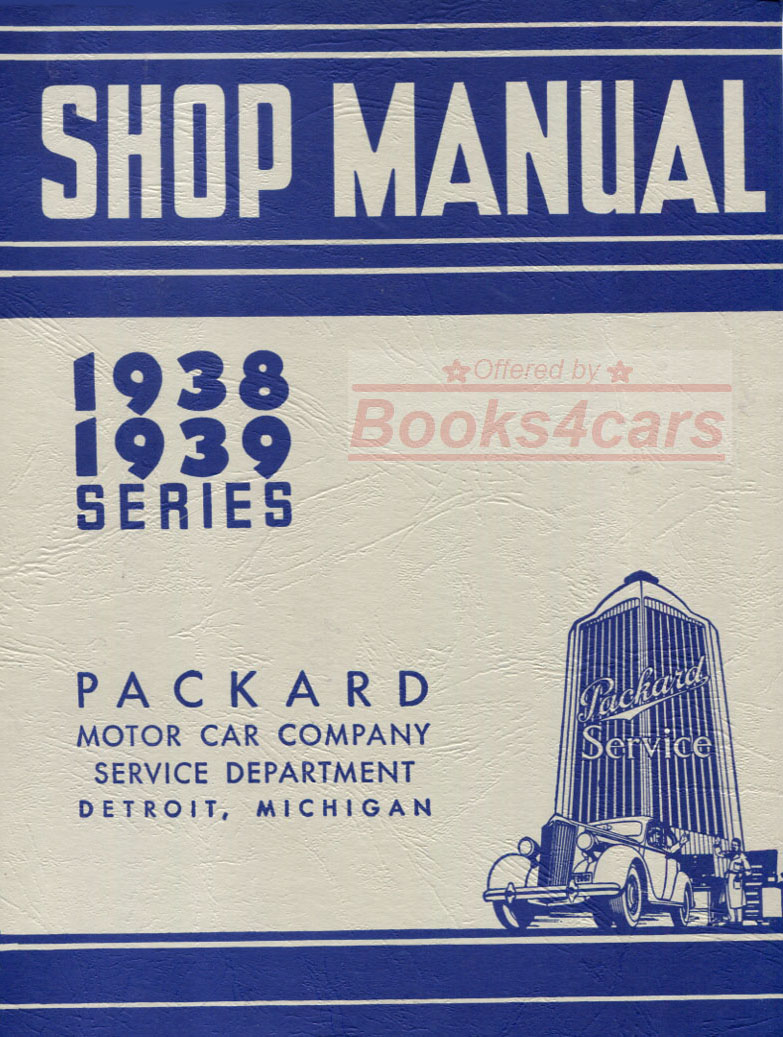 SHOP MANUAL
1938
1939
SERIES
Offered by
Books4cars
PACKARD
MOTOR CAR COMPANY
SERVICE DEPARTMENT
DETROIT, MICHIGAN
Packard
Service